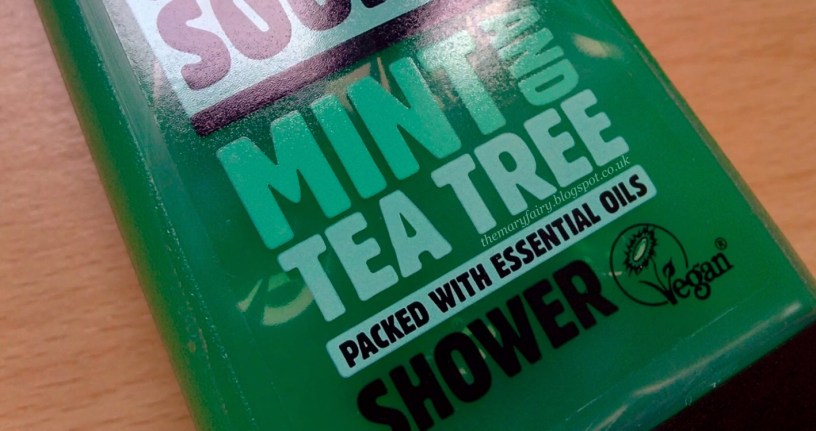 MINT AND
TEA TREE
themaryfairy.blogspot.co.uk
PACKED WITH ESSENTIAL OILS
SHOWER
Vegan®